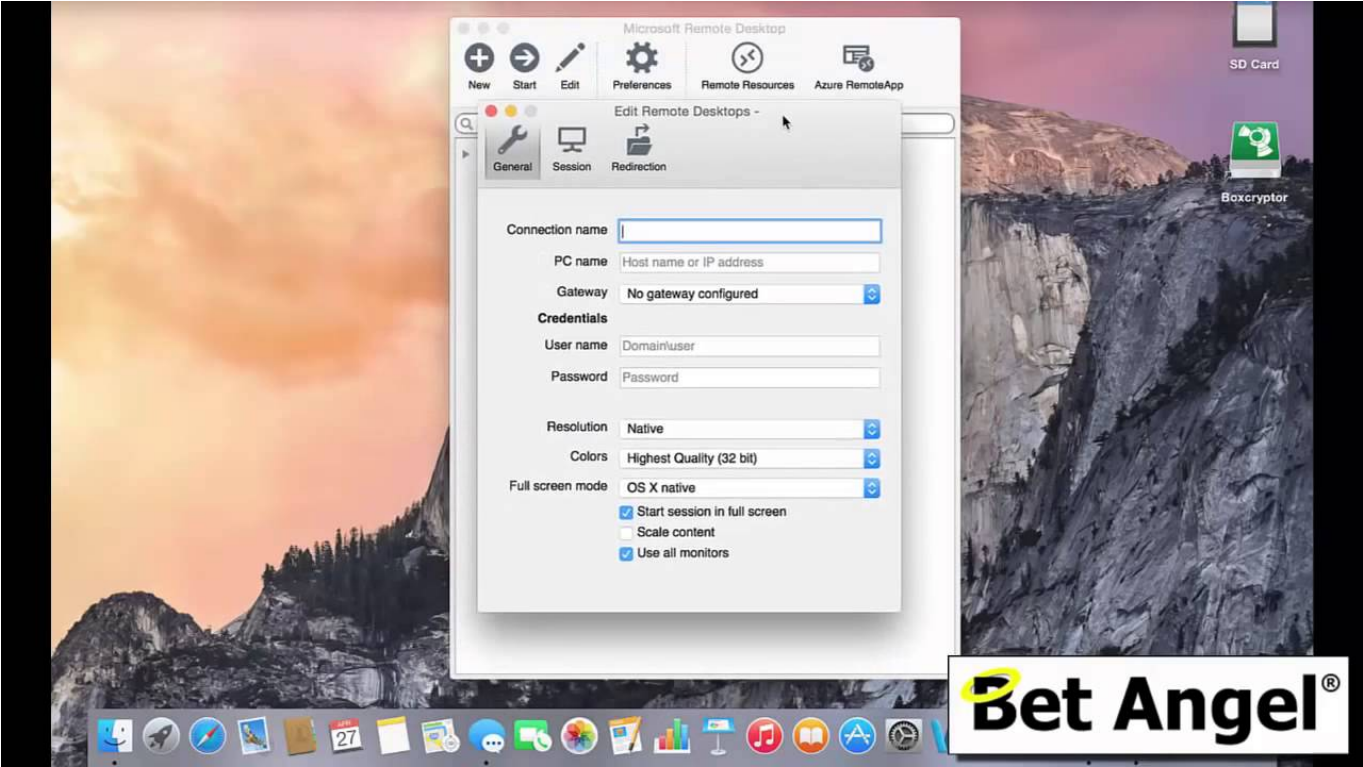 Microsoft Remote Desktop
New Start Edit Preferences Remote Resources Azure RemoteApp
Edit Remote Desktops -
General Session Redirection
Connection name
PC name Host name or IP address
Gateway No gateway configured
Credentials
User name Domain\user
Password Password
Resolution Native
Colors Highest Quality (32 bit)
Full screen mode OS X native
Start session in full screen
Scale content
Use all monitors
SD Card
Boxcryptor
APR
27
Bet Angel®